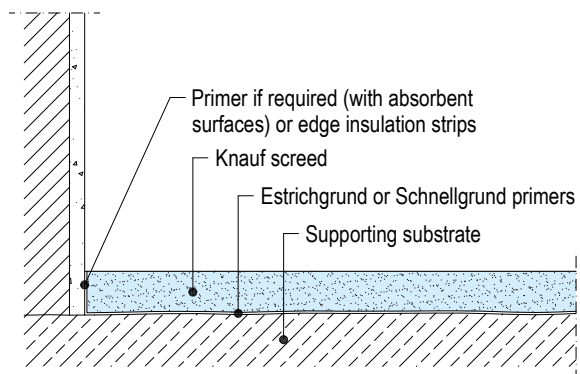 Primer if required (with absorbent
surfaces) or edge insulation strips
Knauf screed
Estrichgrund or Schnellgrund primers
Supporting substrate